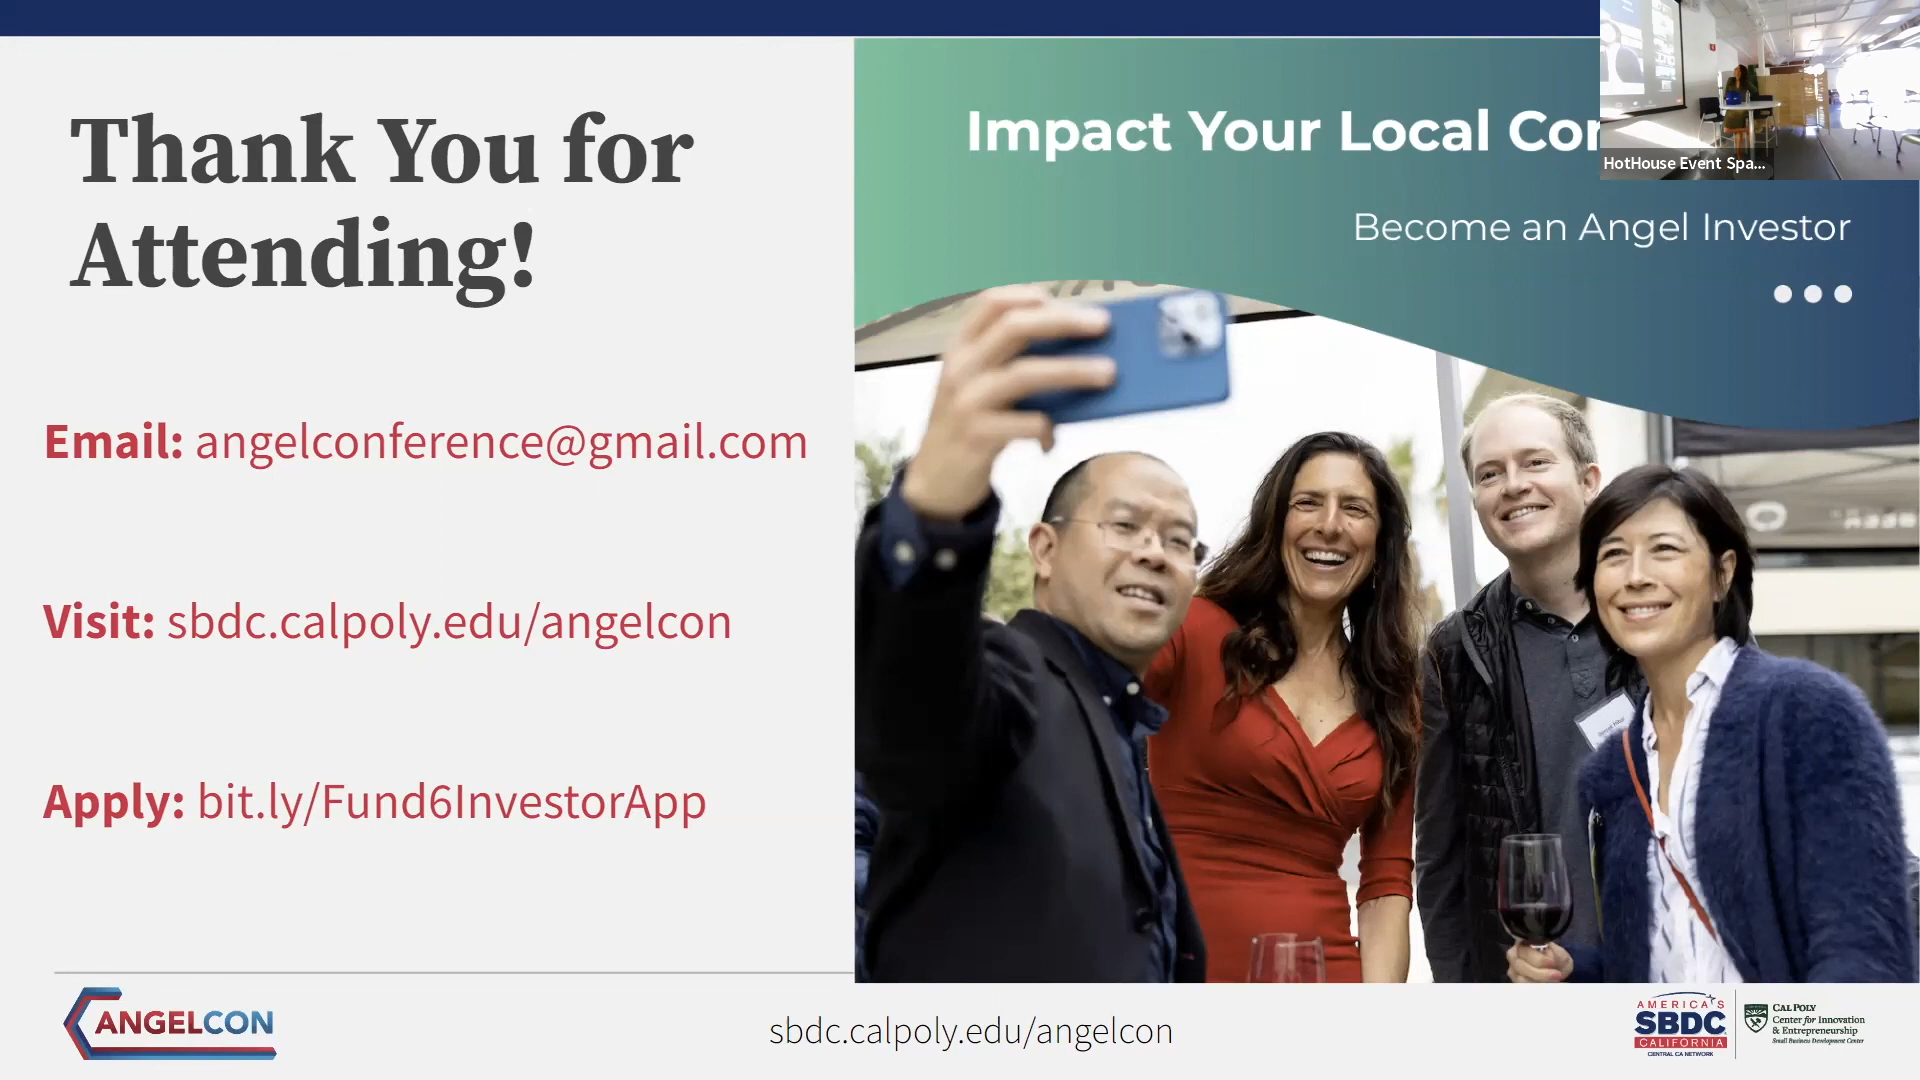 Thank You for
Attending!
Email: angelconference@gmail.com
Visit: sbdc.calpoly.edu/angelcon
Apply: bit.ly/Fund6InvestorApp
Impact Your Local Co
Become an Angel Investor
HotHouse Event Spa...
ANGELCON
sbdc.calpoly.edu/angelcon
AMERICA'S
SBDC
CALIFORNIA
CENTRAL CA NETWORK
CAL POLY
Center for Innovation
& Entrepreneurship
Small Business Development Center